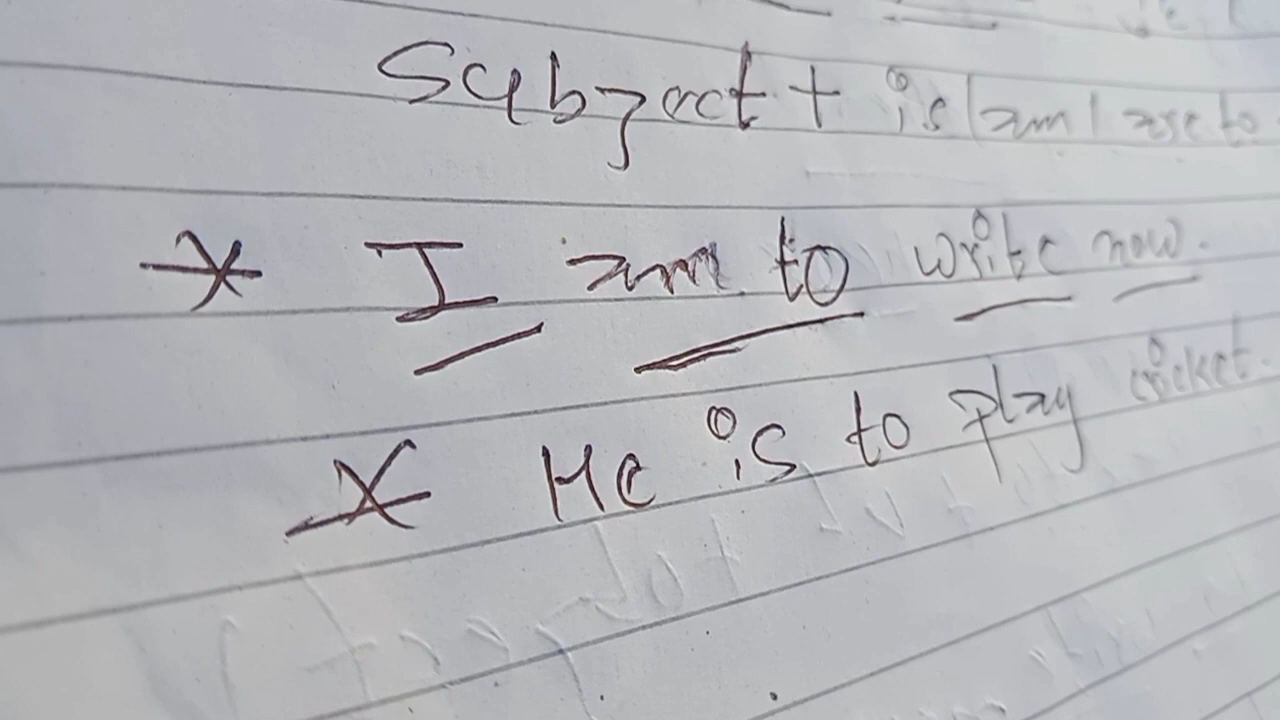 Subject + is/am/are to
* I am to write now.
* He is to play cricket.